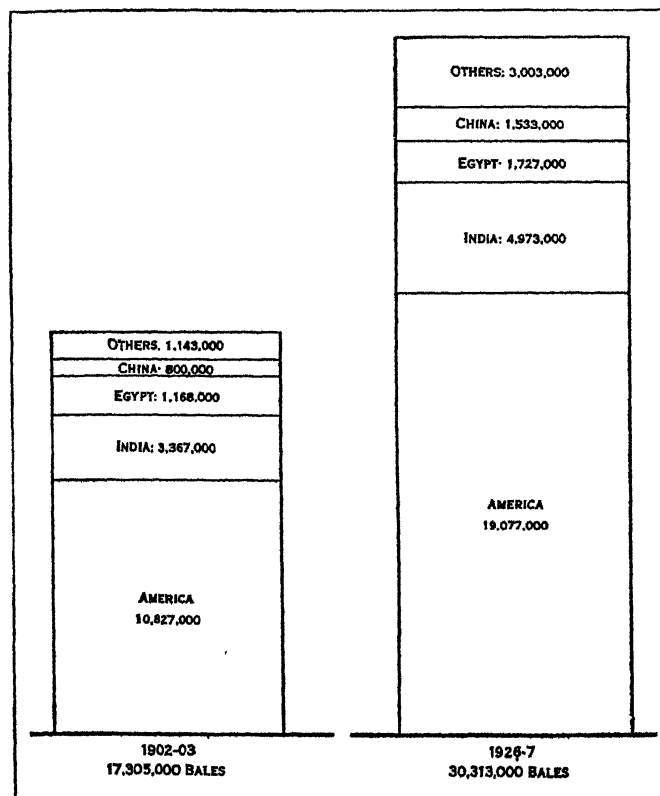 OTHERS. 1,143,000
CHINA· 800,000
EGYPT: 1,168,000
INDIA: 3,367,000
AMERICA
10,827,000
1902-03
17,305,000 BALES
OTHERS: 3,003,000
CHINA: 1,533,000
EGYPT· 1,727,000
INDIA: 4,973,000
AMERICA
19,077,000
1926-7
30,313,000 BALES